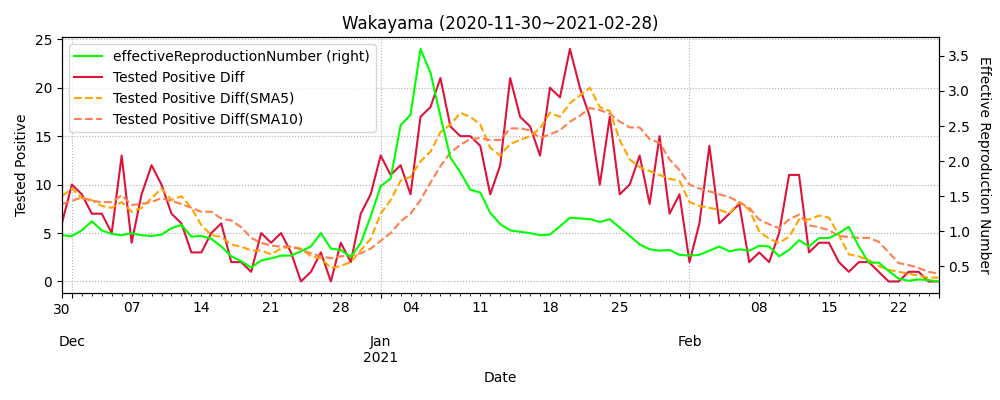 Wakayama (2020-11-30~2021-02-28)
effectiveReproductionNumber (right)
Tested Positive Diff
Tested Positive Diff(SMA5)
Tested Positive Diff(SMA10)
Tested Positive
25
20
15
10
5
0
3.5
3.0
2.5
2.0
1.5
1.0
0.5
Effective Reproduction Number
30 07 14 21 28 04 11 18 25 08 15 22
Dec Jan Feb
2021
Date